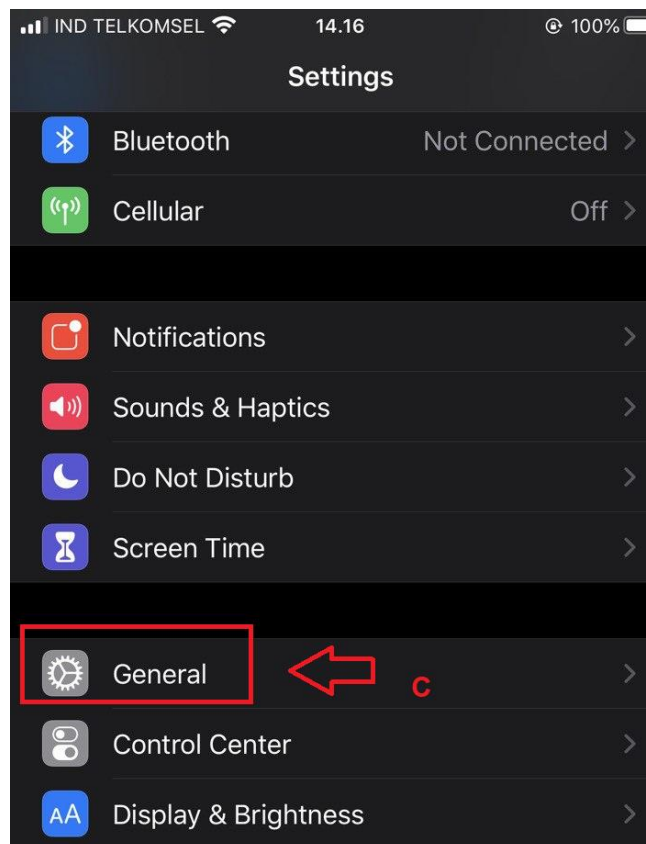 IND TELKOMSEL 14.16 100%
Settings
Bluetooth Not Connected
Cellular Off
Notifications
Sounds & Haptics
Do Not Disturb
Screen Time
General C
Control Center
AA Display & Brightness